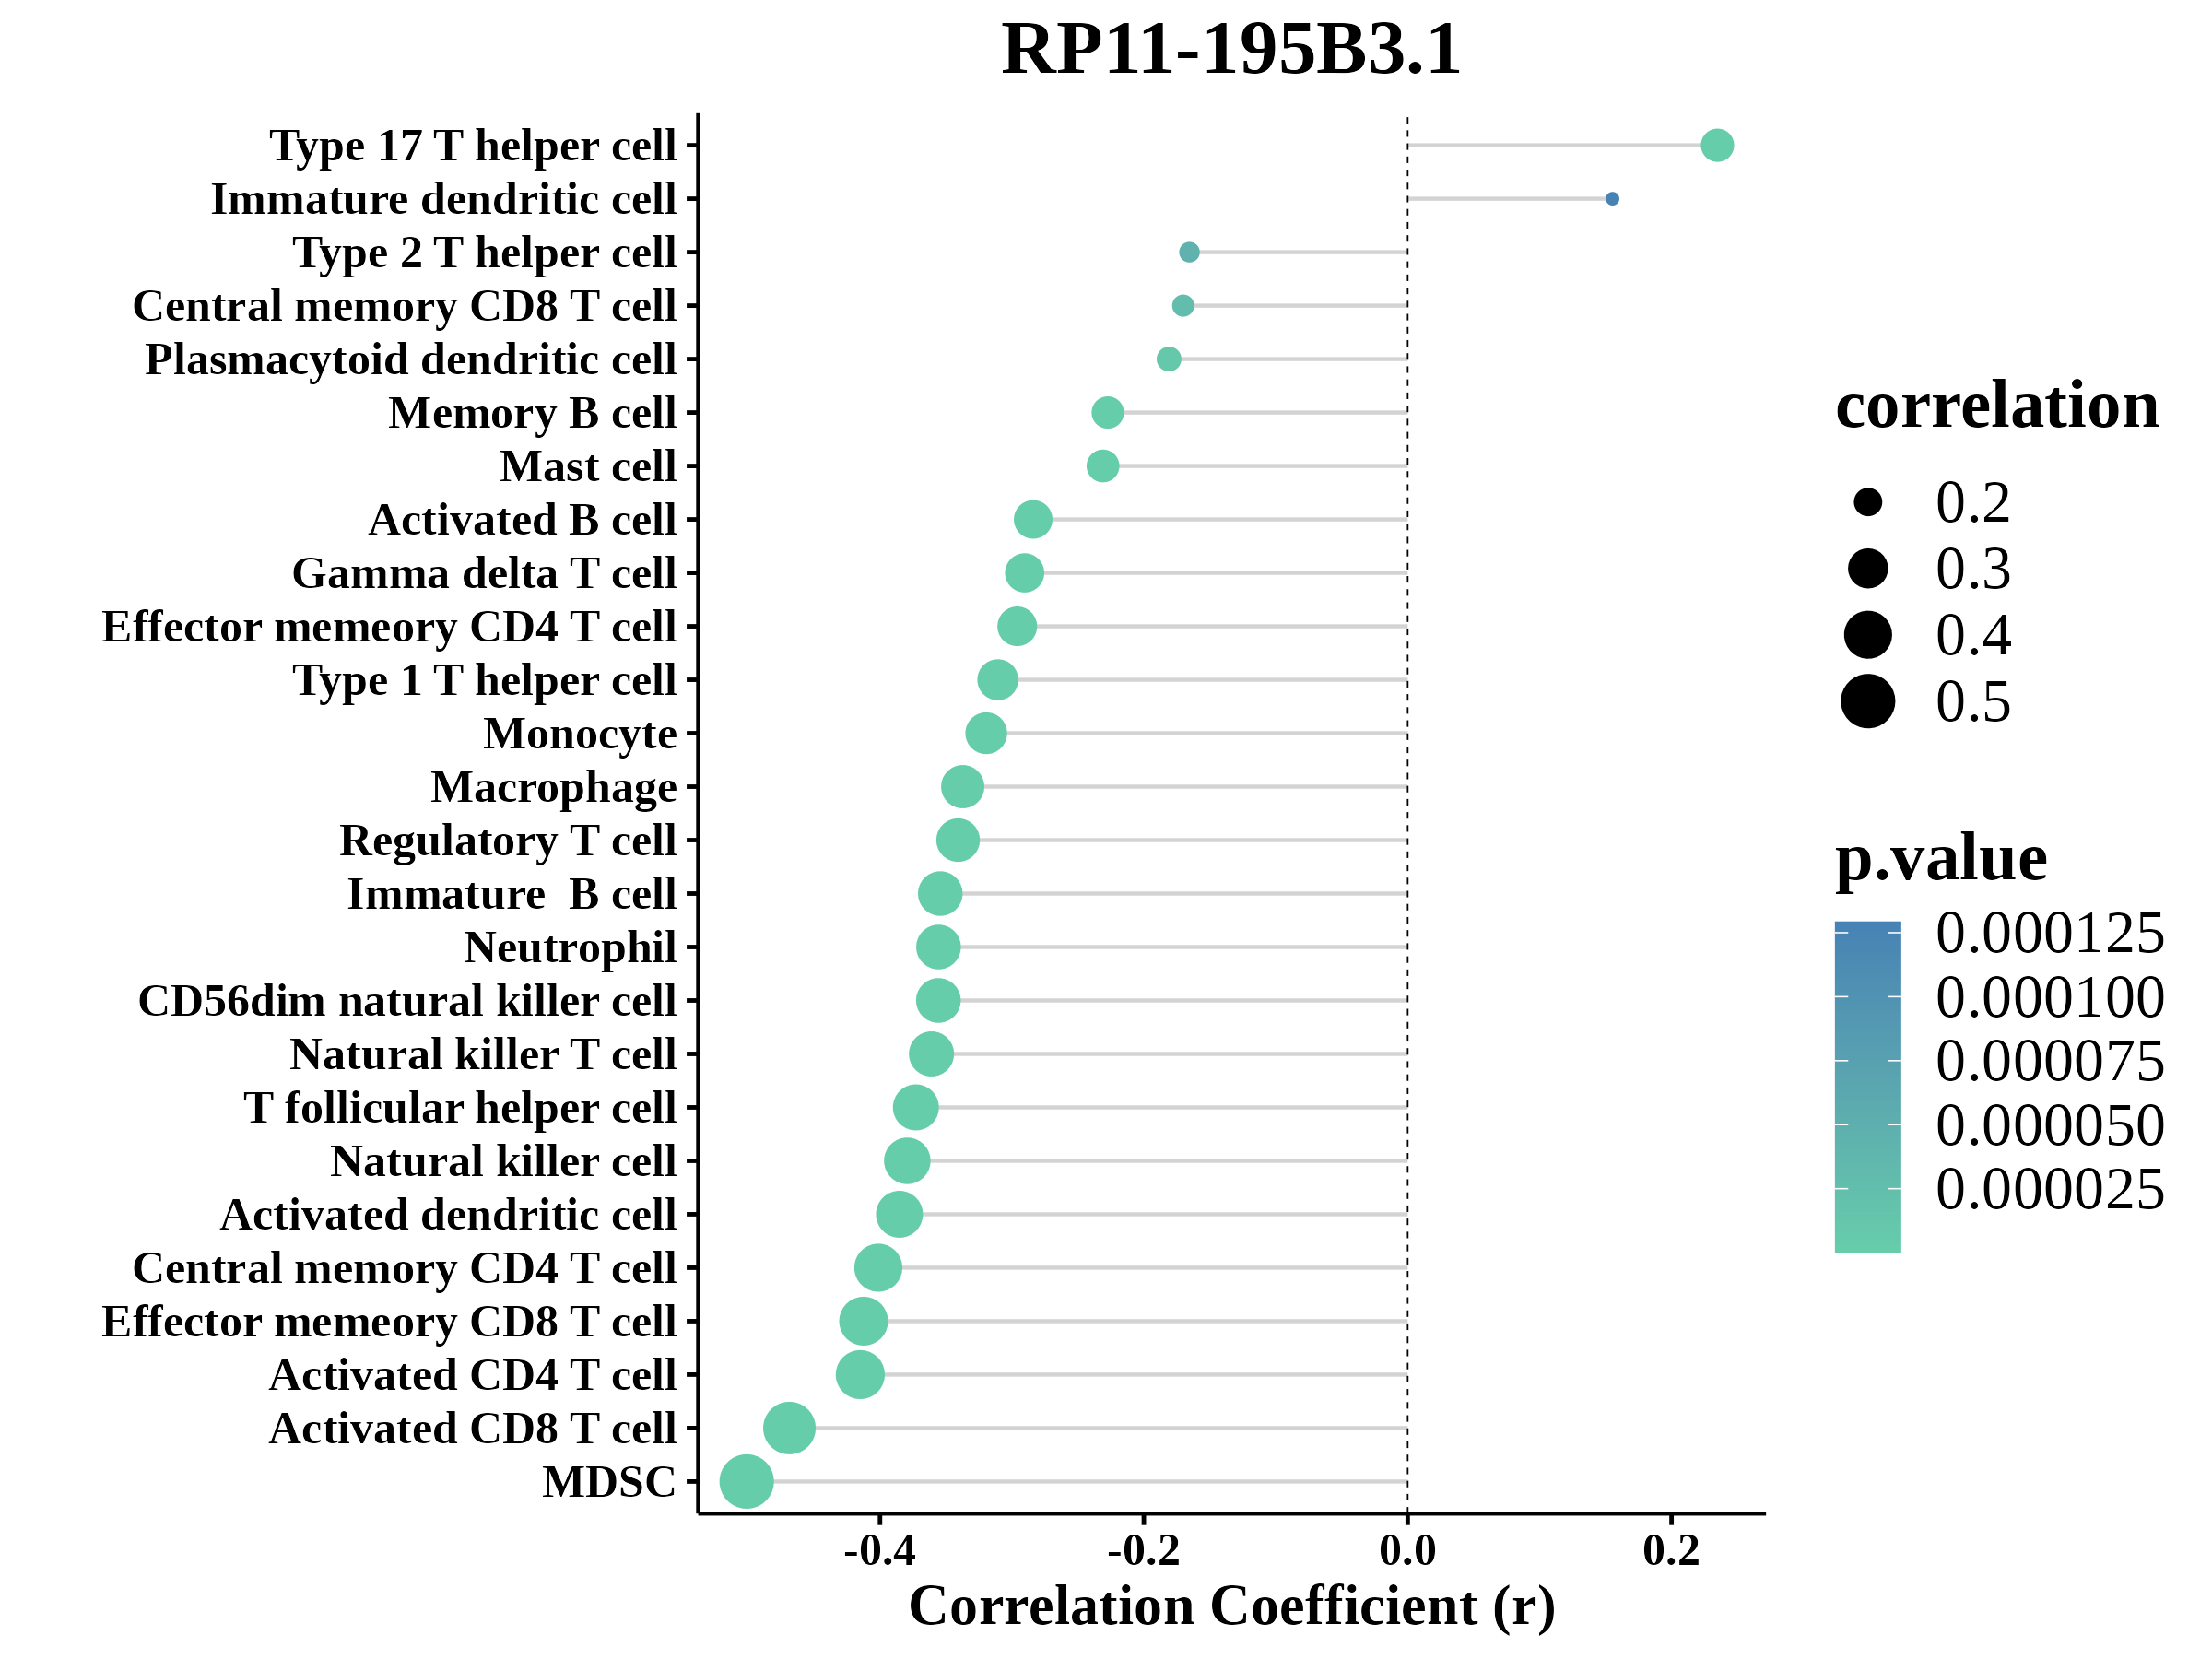 RP11-195B3.1
Type 17 T helper cell
Immature dendritic cell
Type 2 T helper cell
Central memory CD8 T cell
Plasmacytoid dendritic cell
Memory B cell
Mast cell
Activated B cell
Gamma delta T cell
Effector memeory CD4 T cell
Type 1 T helper cell
Monocyte
Macrophage
Regulatory T cell
Immature  B cell
Neutrophil
CD56dim natural killer cell
Natural killer T cell
T follicular helper cell
Natural killer cell
Activated dendritic cell
Central memory CD4 T cell
Effector memeory CD8 T cell
Activated CD4 T cell
Activated CD8 T cell
MDSC
-0.4 -0.2 0.0 0.2
Correlation Coefficient (r)
correlation
0.2
0.3
0.4
0.5
p.value
0.000125
0.000100
0.000075
0.000050
0.000025